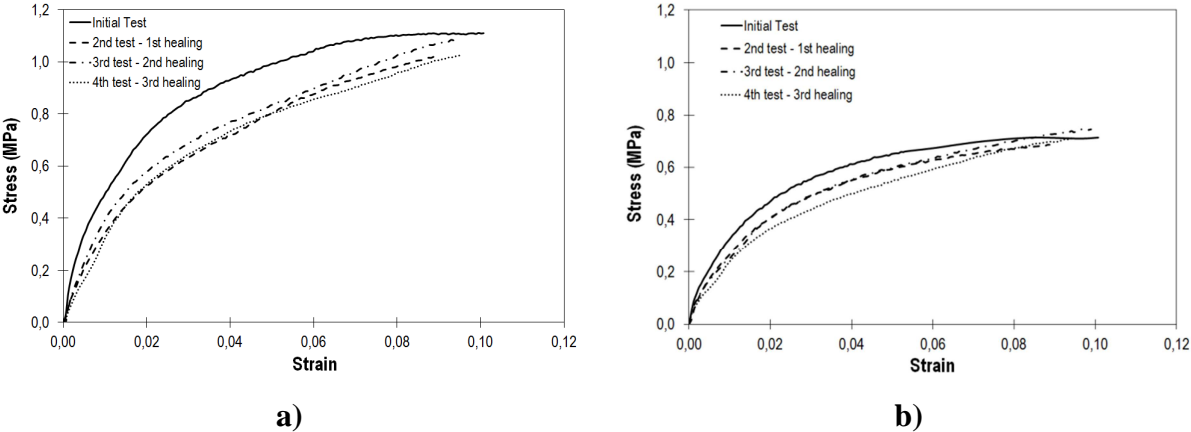 1,2
1,0
0,8
0,6
0,4
0,2
0,0
Stress (MPa)
Initial Test
2nd test - 1st healing
3rd test - 2nd healing
4th test - 3rd healing
0,00 0,02 0,04 0,06 0,08 0,10 0,12
Strain
a)
1,2
1,0
0,8
0,6
0,4
0,2
0,0
Stress (MPa)
Initial Test
2nd test - 1st healing
3rd test - 2nd healing
4th test - 3rd healing
0,00 0,02 0,04 0,06 0,08 0,10 0,12
Strain
b)